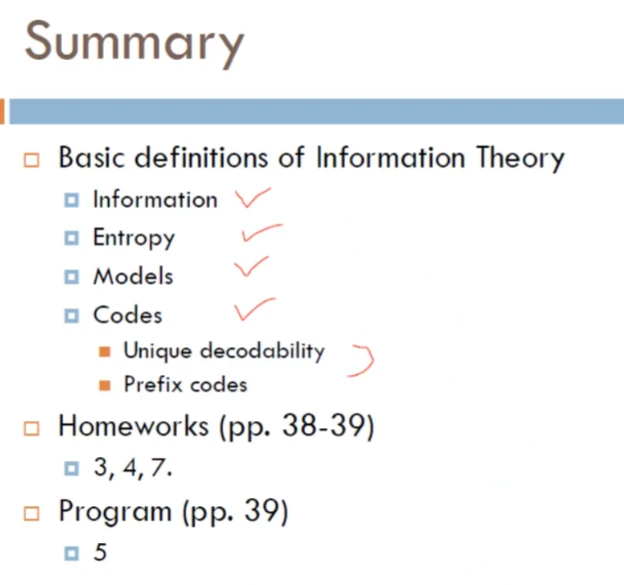 Summary
Basic definitions of Information Theory
Information
Entropy
Models
Codes
Unique decodability
Prefix codes
Homeworks (pp. 38-39)
3, 4, 7.
Program (pp. 39)
5